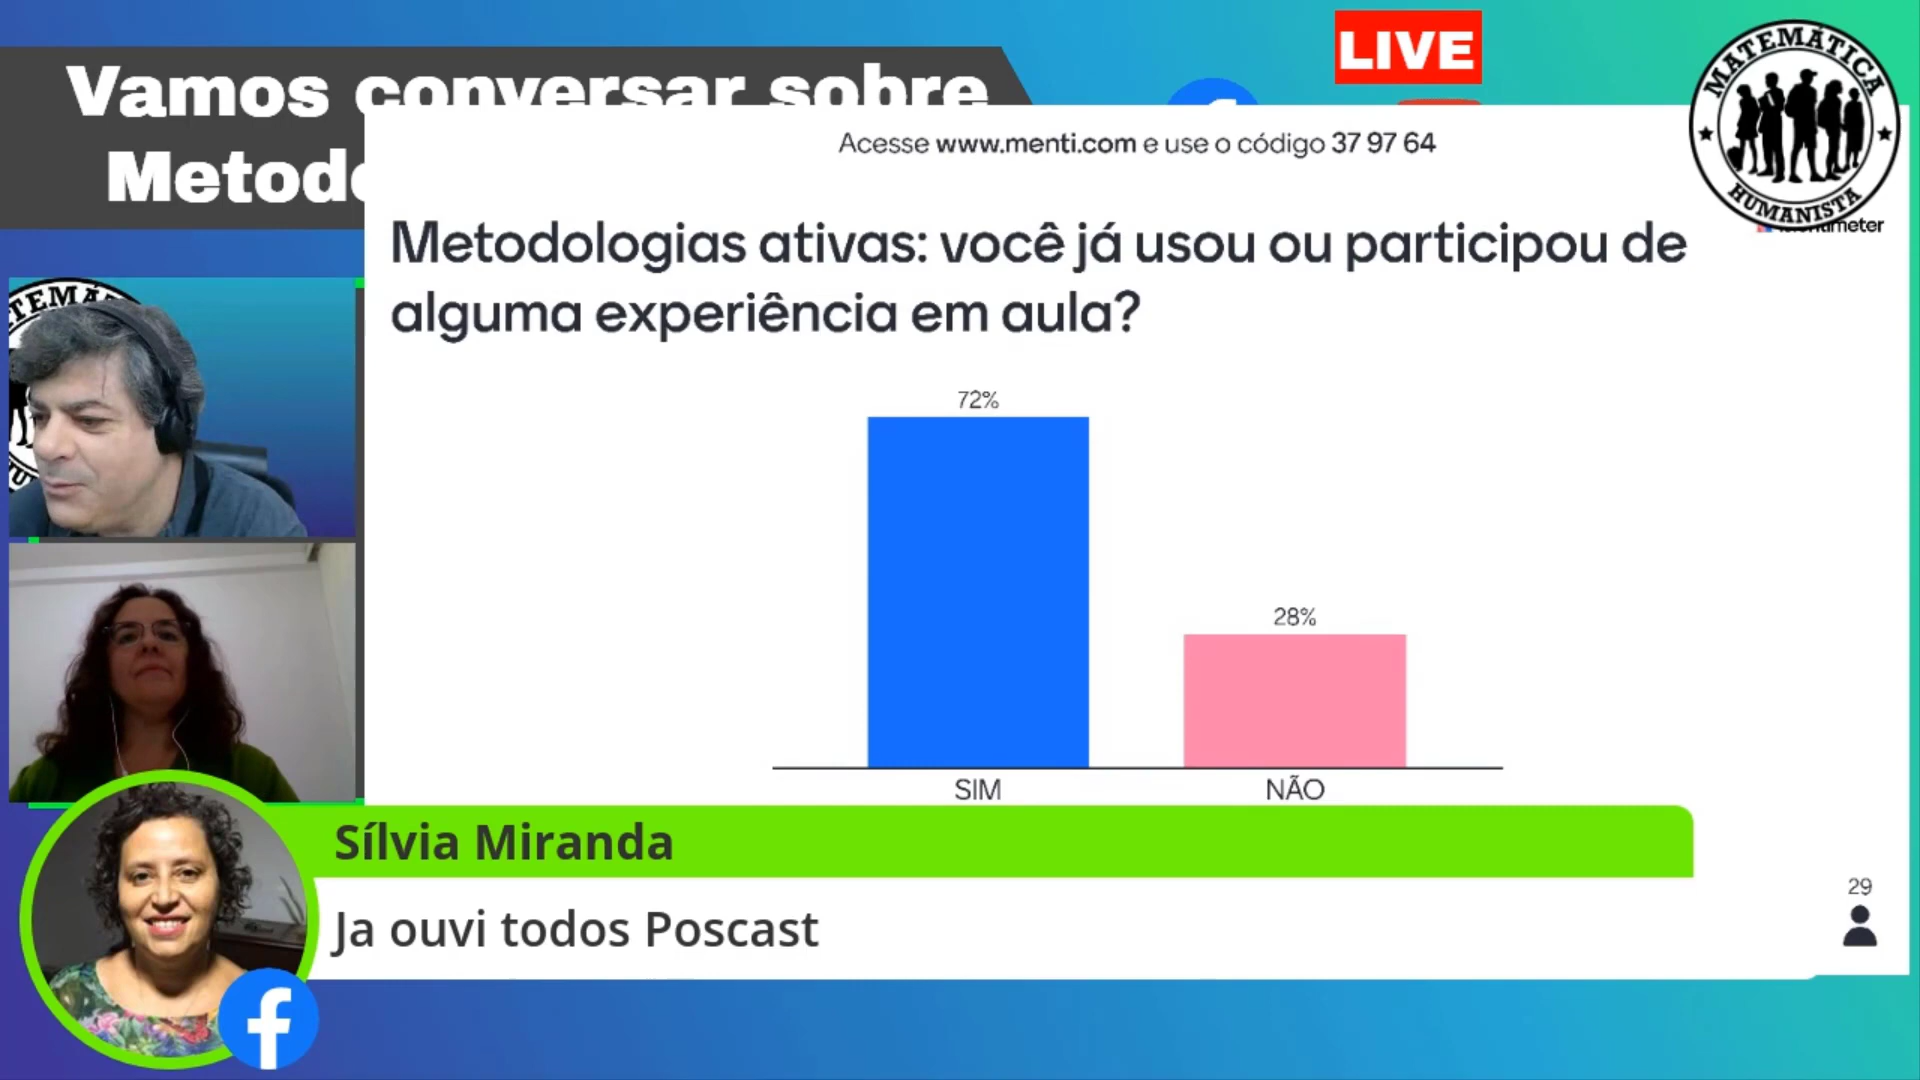 LIVE
MATEMÁTICA
HUMANISTA
Vamos conversar sobre
Acesse www.menti.com e use o código 37 97 64
Metodologias ativas: você já usou ou participou de
alguma experiência em aula?
72%
28%
SIM
NÃO
Sílvia Miranda
Ja ouvi todos Poscast
29